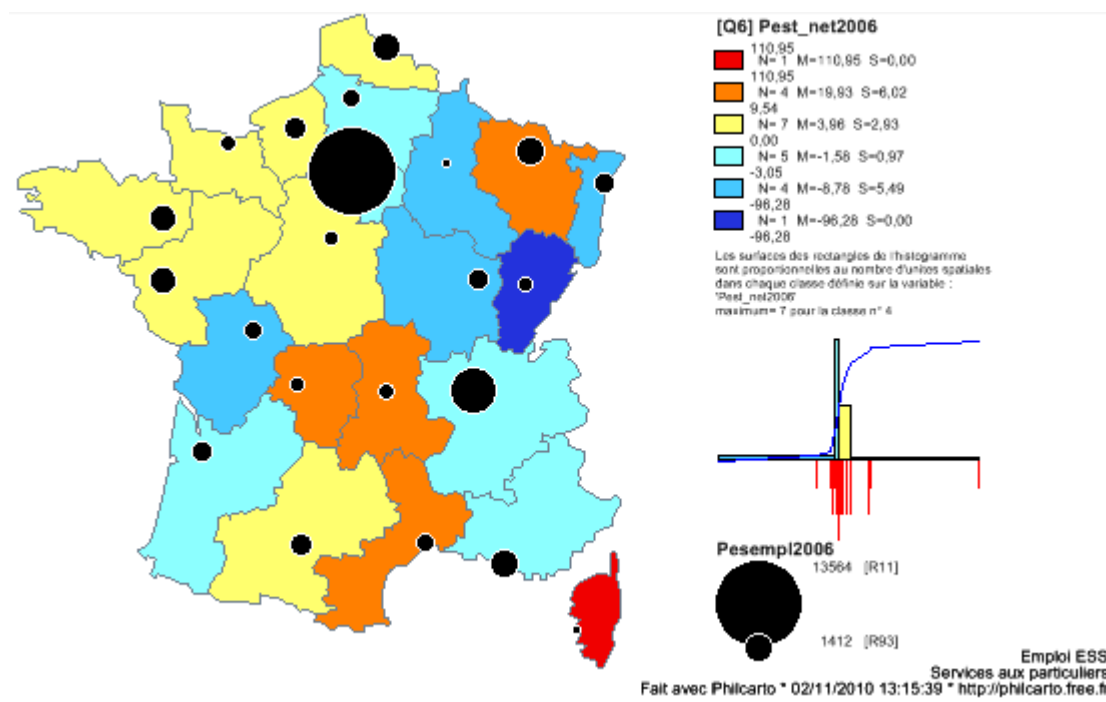 [Q6] Pest_net2006
110,95
N= 1 M=110,95 S=0,00
110,95
N= 4 M=19,93 S=6,02
9,54
N= 7 M=3,96 S=2,93
0,00
N= 5 M=-1,58 S=0,97
-3,05
N= 4 M=-8,78 S=5,49
-96,28
N= 1 M=-96,28 S=0,00
-96,28
Les surfaces des rectangles de l'histogramme
sont proportionnelles au nombre d'unites spatiales
dans chaque classe définie sur la variable :
'Pest_net2006'
maximum= 7 pour la classe n° 4
Pesempl2006
13564 [R11]
1412 [R93]
Emploi ESS
Services aux particuliers
Fait avec Philcarto * 02/11/2010 13:15:39 * http://philcarto.free.fr